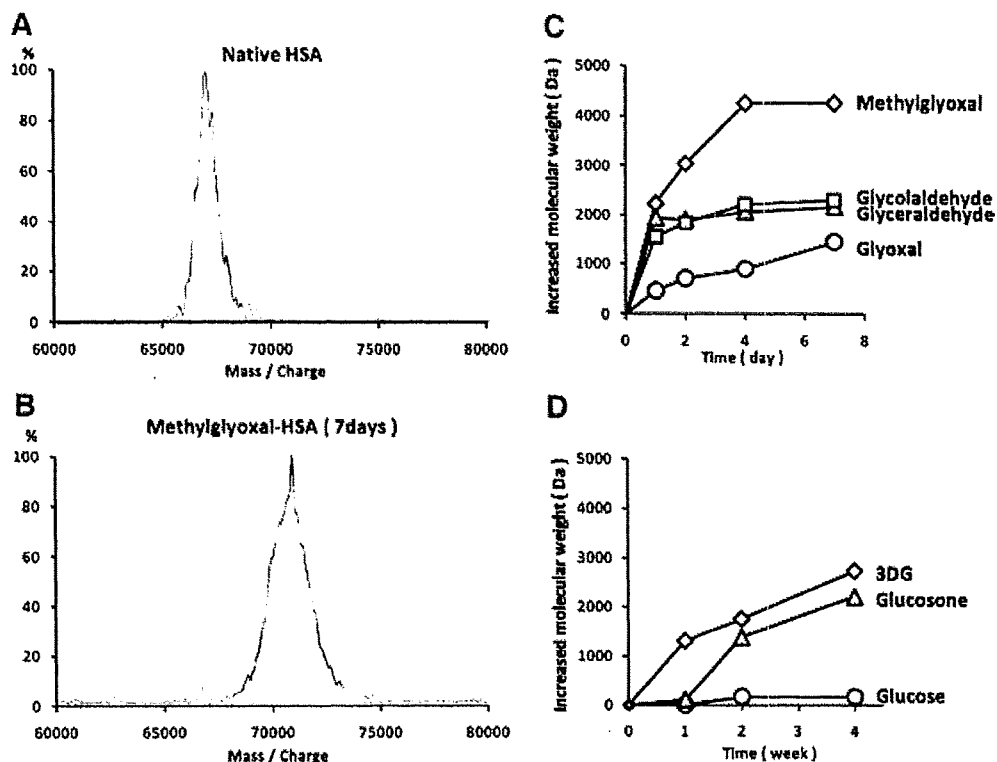 A
%
Native HSA
100
80
60
40
20
0
60000 65000 70000 75000 80000
Mass / Charge
B
%
Methylglyoxal-HSA ( 7days )
100
80
60
40
20
0
60000 65000 70000 75000 80000
Mass / Charge
C
Increased molecular weight ( Da )
5000
4000
3000
2000
1000
0
Methylglyoxal
Glycolaldehyde
Glyceraldehyde
Glyoxal
0 2 4 6 8
Time ( day )
D
Increased molecular weight ( Da )
5000
4000
3000
2000
1000
0
3DG
Glucosone
Glucose
0 1 2 3 4
Time ( week )